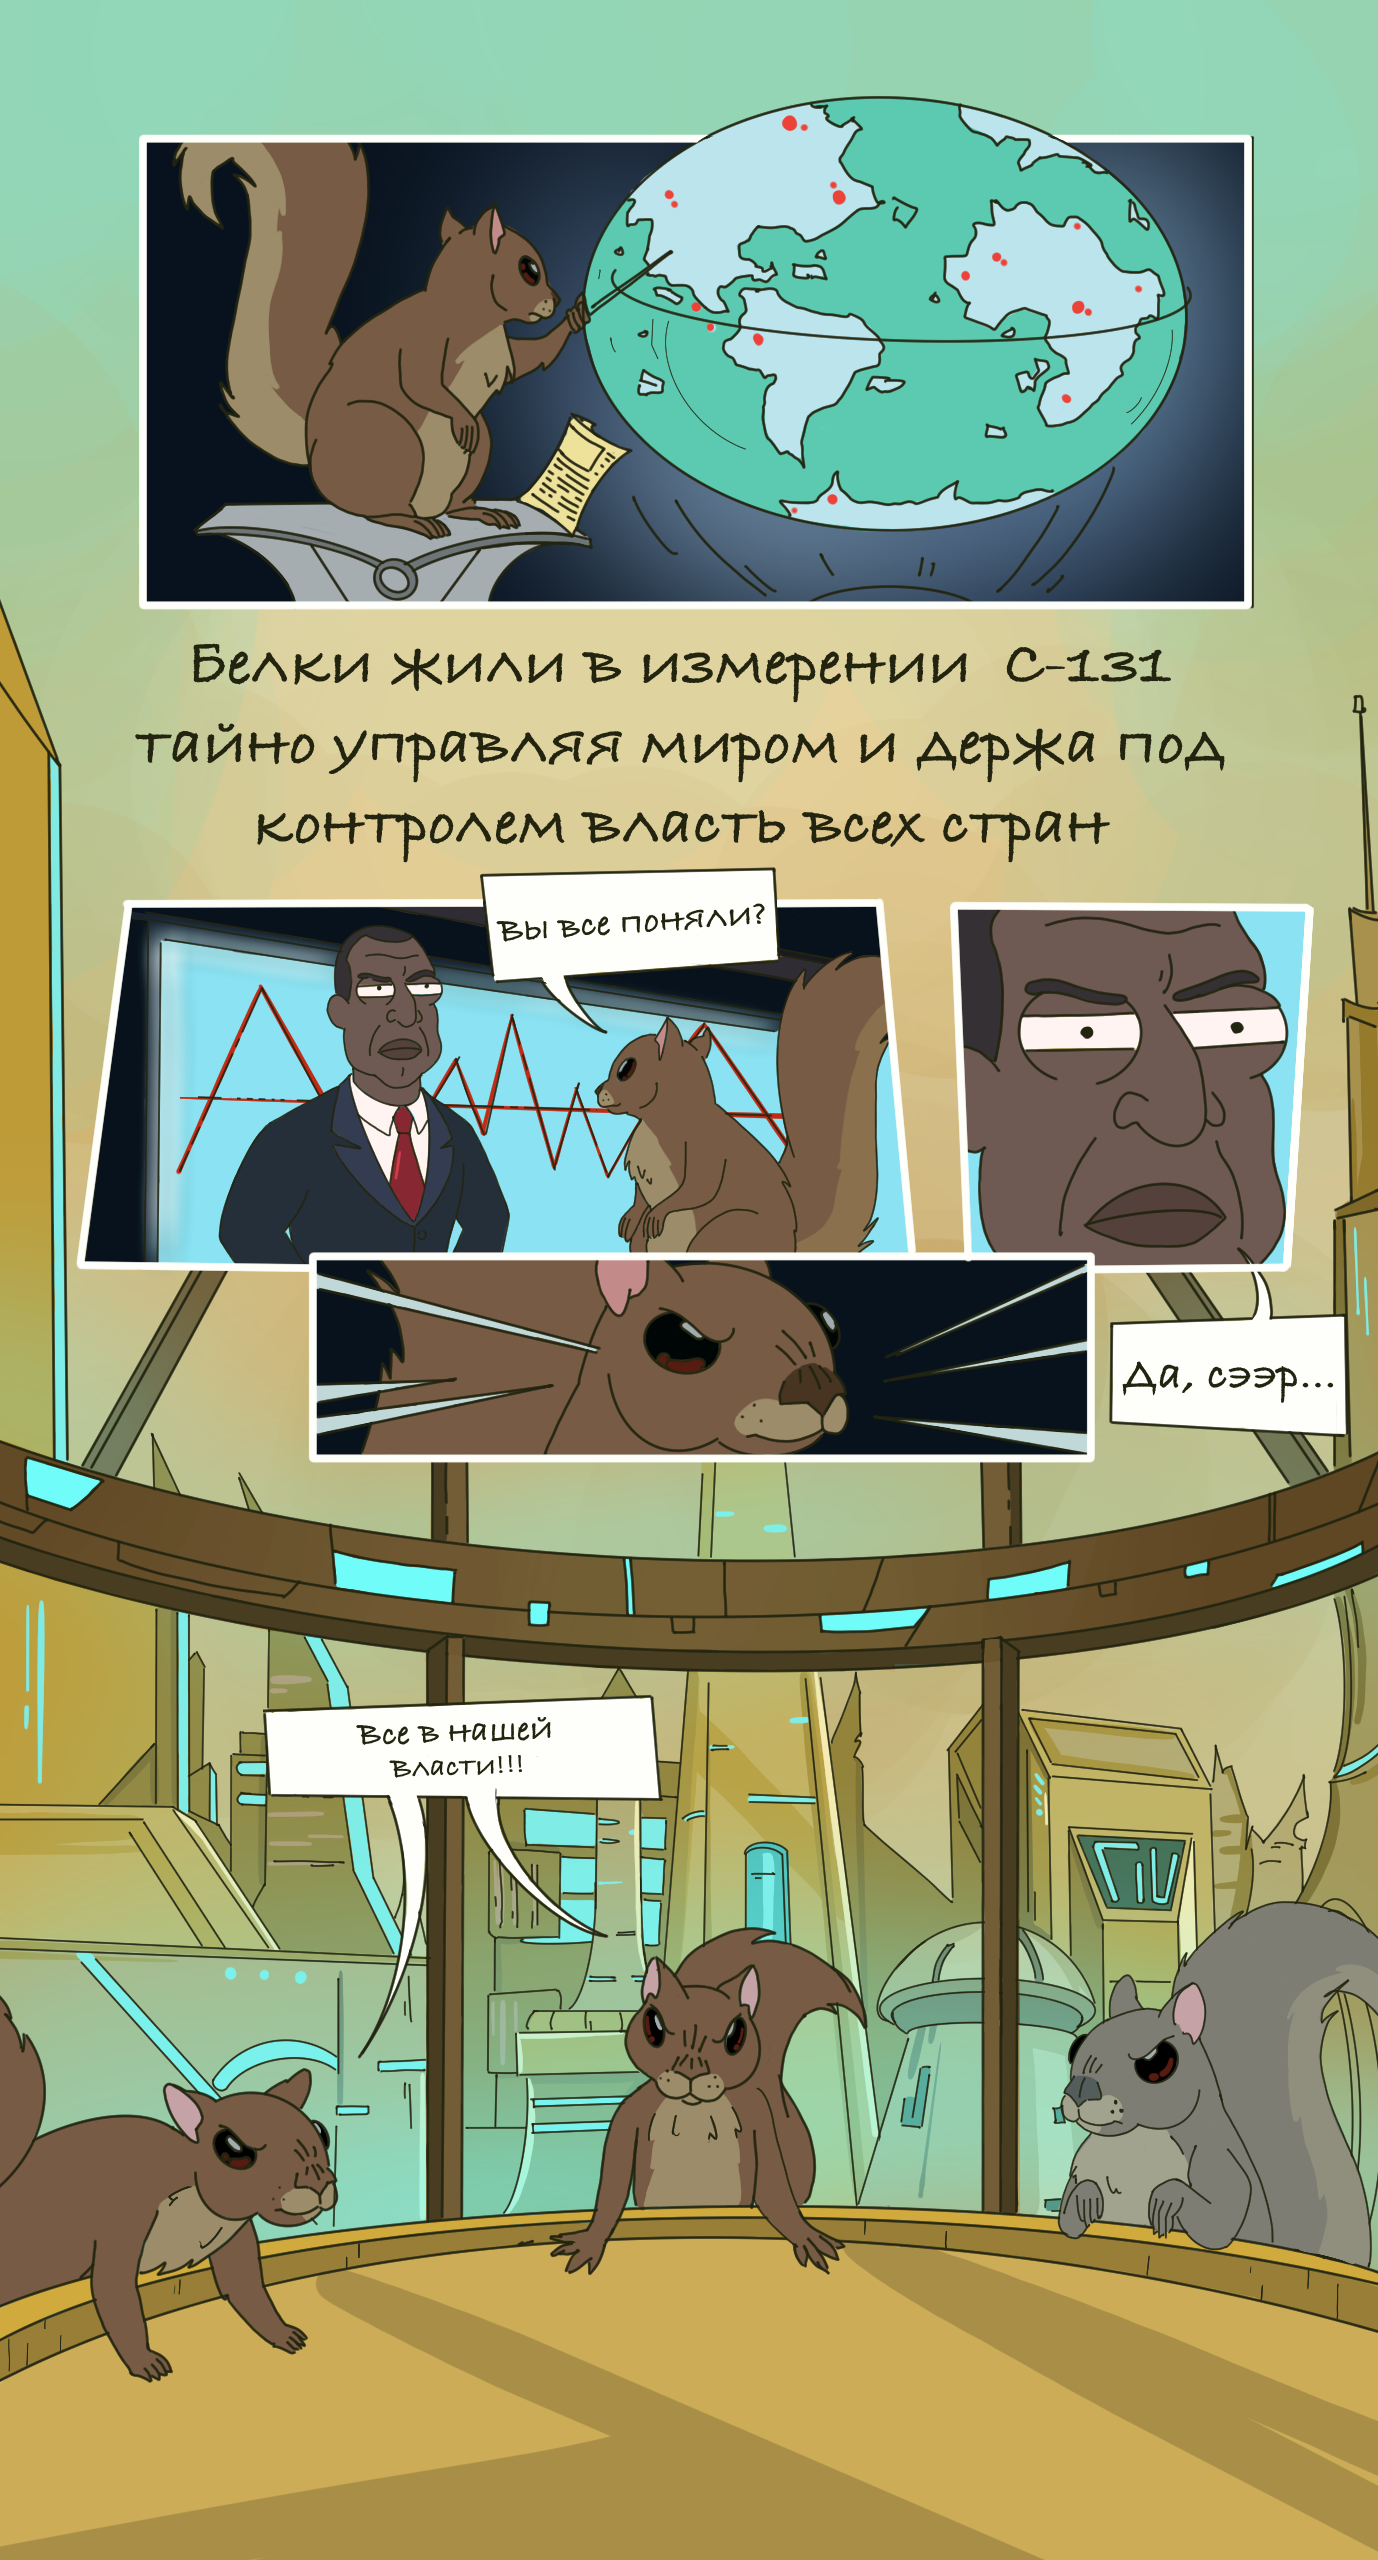 Белки жили в измерении C-131
тайно управляя миром и держа под
контролем власть всех стран
Вы все поняли?
Да, сээр...
Все в нашей
власти!!!